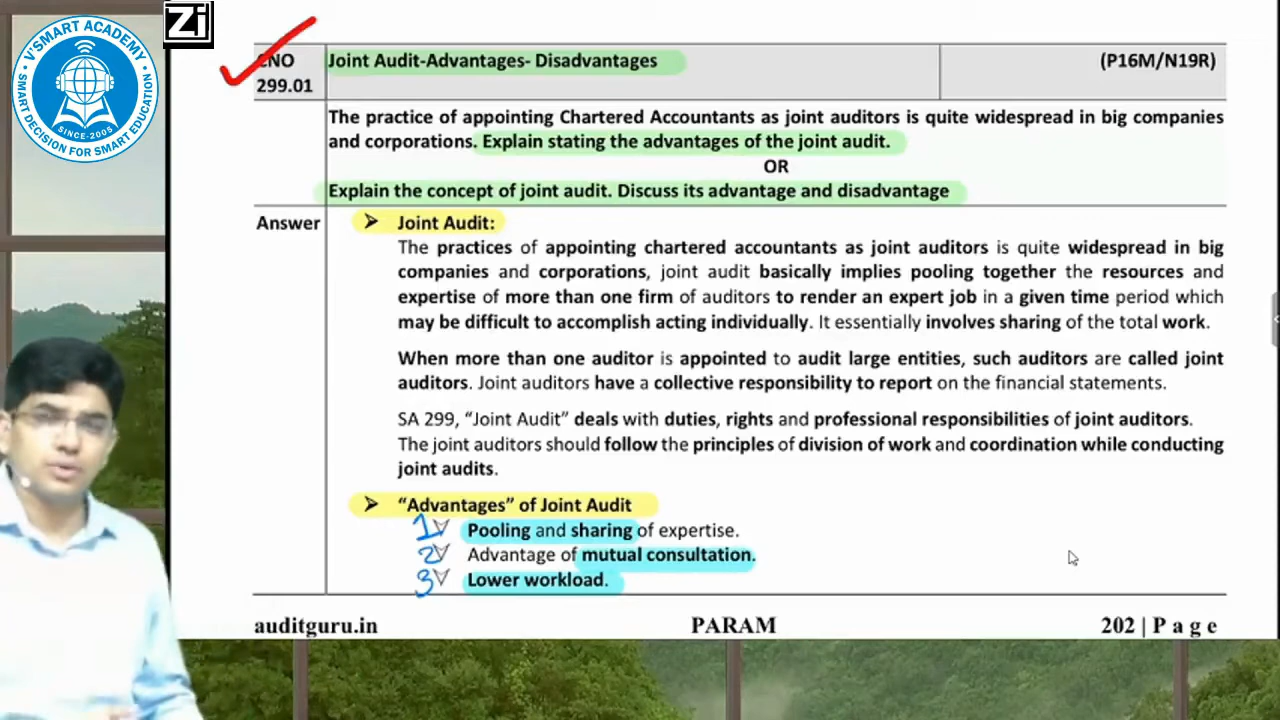 V'SMART ACADEMY
SINCE-2005
SMART DECISION FOR SMART EDUCATION
Zi
CNO
299.01
Joint Audit-Advantages- Disadvantages
(P16M/N19R)
The practice of appointing Chartered Accountants as joint auditors is quite widespread in big companies
and corporations. Explain stating the advantages of the joint audit.
OR
Explain the concept of joint audit. Discuss its advantage and disadvantage
Answer
➤ Joint Audit:
The practices of appointing chartered accountants as joint auditors is quite widespread in big
companies and corporations, joint audit basically implies pooling together the resources and
expertise of more than one firm of auditors to render an expert job in a given time period which
may be difficult to accomplish acting individually. It essentially involves sharing of the total work.
When more than one auditor is appointed to audit large entities, such auditors are called joint
auditors. Joint auditors have a collective responsibility to report on the financial statements.
SA 299, “Joint Audit” deals with duties, rights and professional responsibilities of joint auditors.
The joint auditors should follow the principles of division of work and coordination while conducting
joint audits.
➤ “Advantages” of Joint Audit
1 Pooling and sharing of expertise.
2 Advantage of mutual consultation.
3 Lower workload.
auditguru.in
PARAM
202 | P a g e